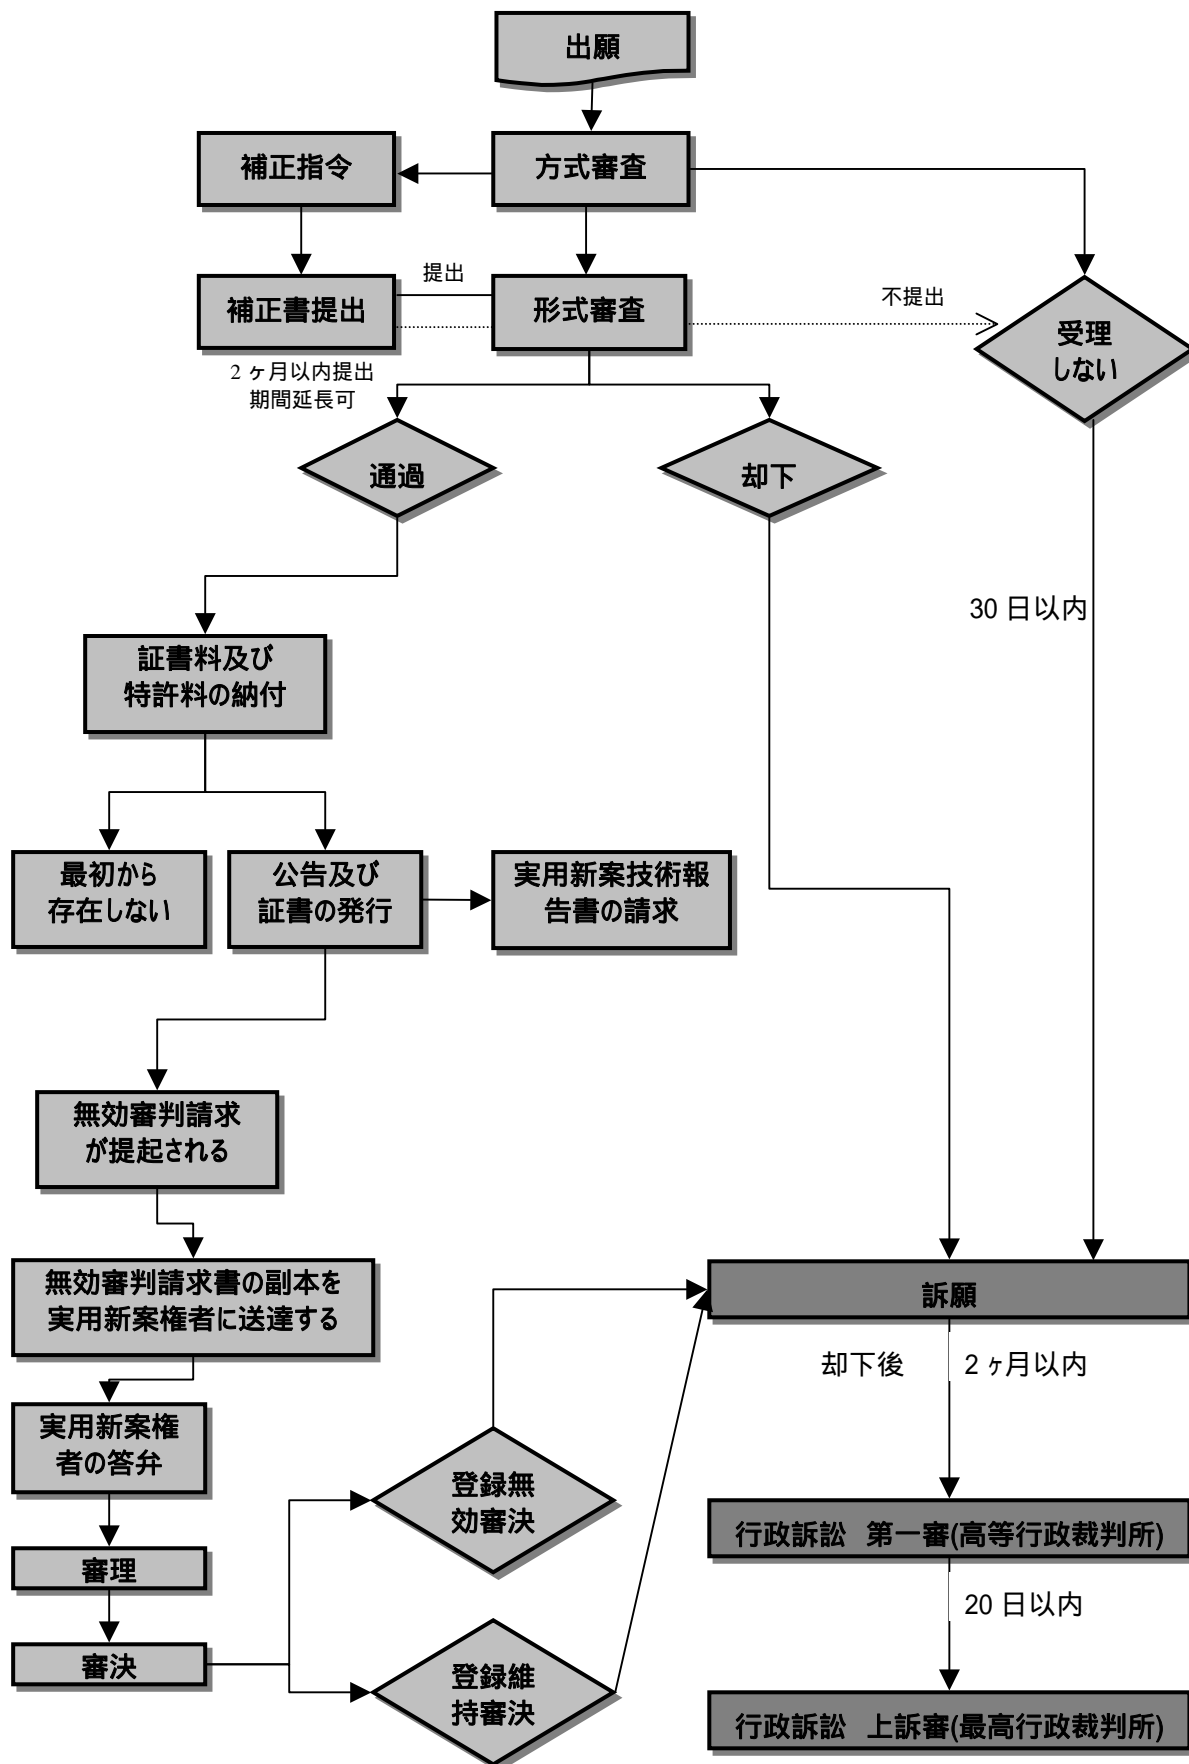 出願
補正指令
方式審査
補正書提出
提出
形式審査
不提出
受理
しない
2 ヶ月以内提出
期間延長可
通過
却下
30 日以内
証書料及び
特許料の納付
最初から
存在しない
公告及び
証書の発行
実用新案技術報
告書の請求
無効審判請求
が提起される
無効審判請求書の副本を
実用新案権者に送達する
訴願
却下後 2 ヶ月以内
実用新案権
者の答弁
登録無
効審決
行政訴訟 第一審(高等行政裁判所)
審理
20 日以内
審決
登録維
持審決
行政訴訟 上訴審(最高行政裁判所)